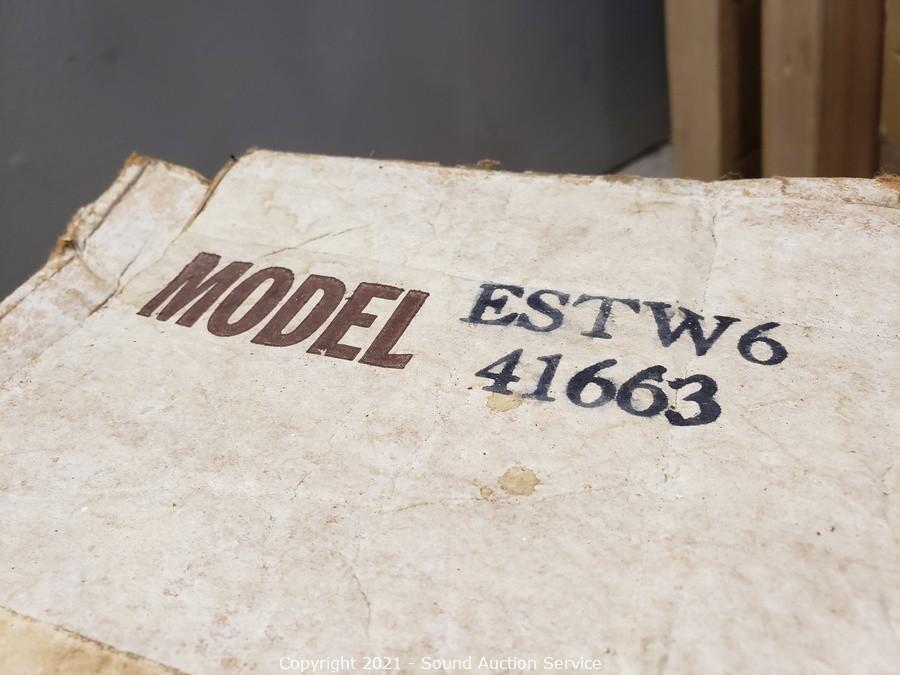 MODEL ESTW6
41663
Copyright 2021 - Sound Auction Service